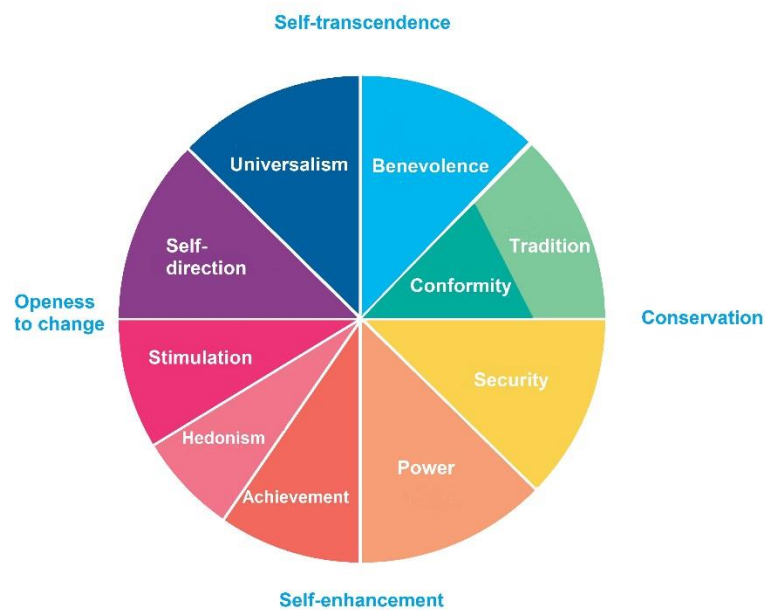 Self-transcendence
Universalism
Benevolence
Self-
direction
Tradition
Conformity
Openess
to change
Conservation
Stimulation
Security
Hedonism
Power
Achievement
Self-enhancement